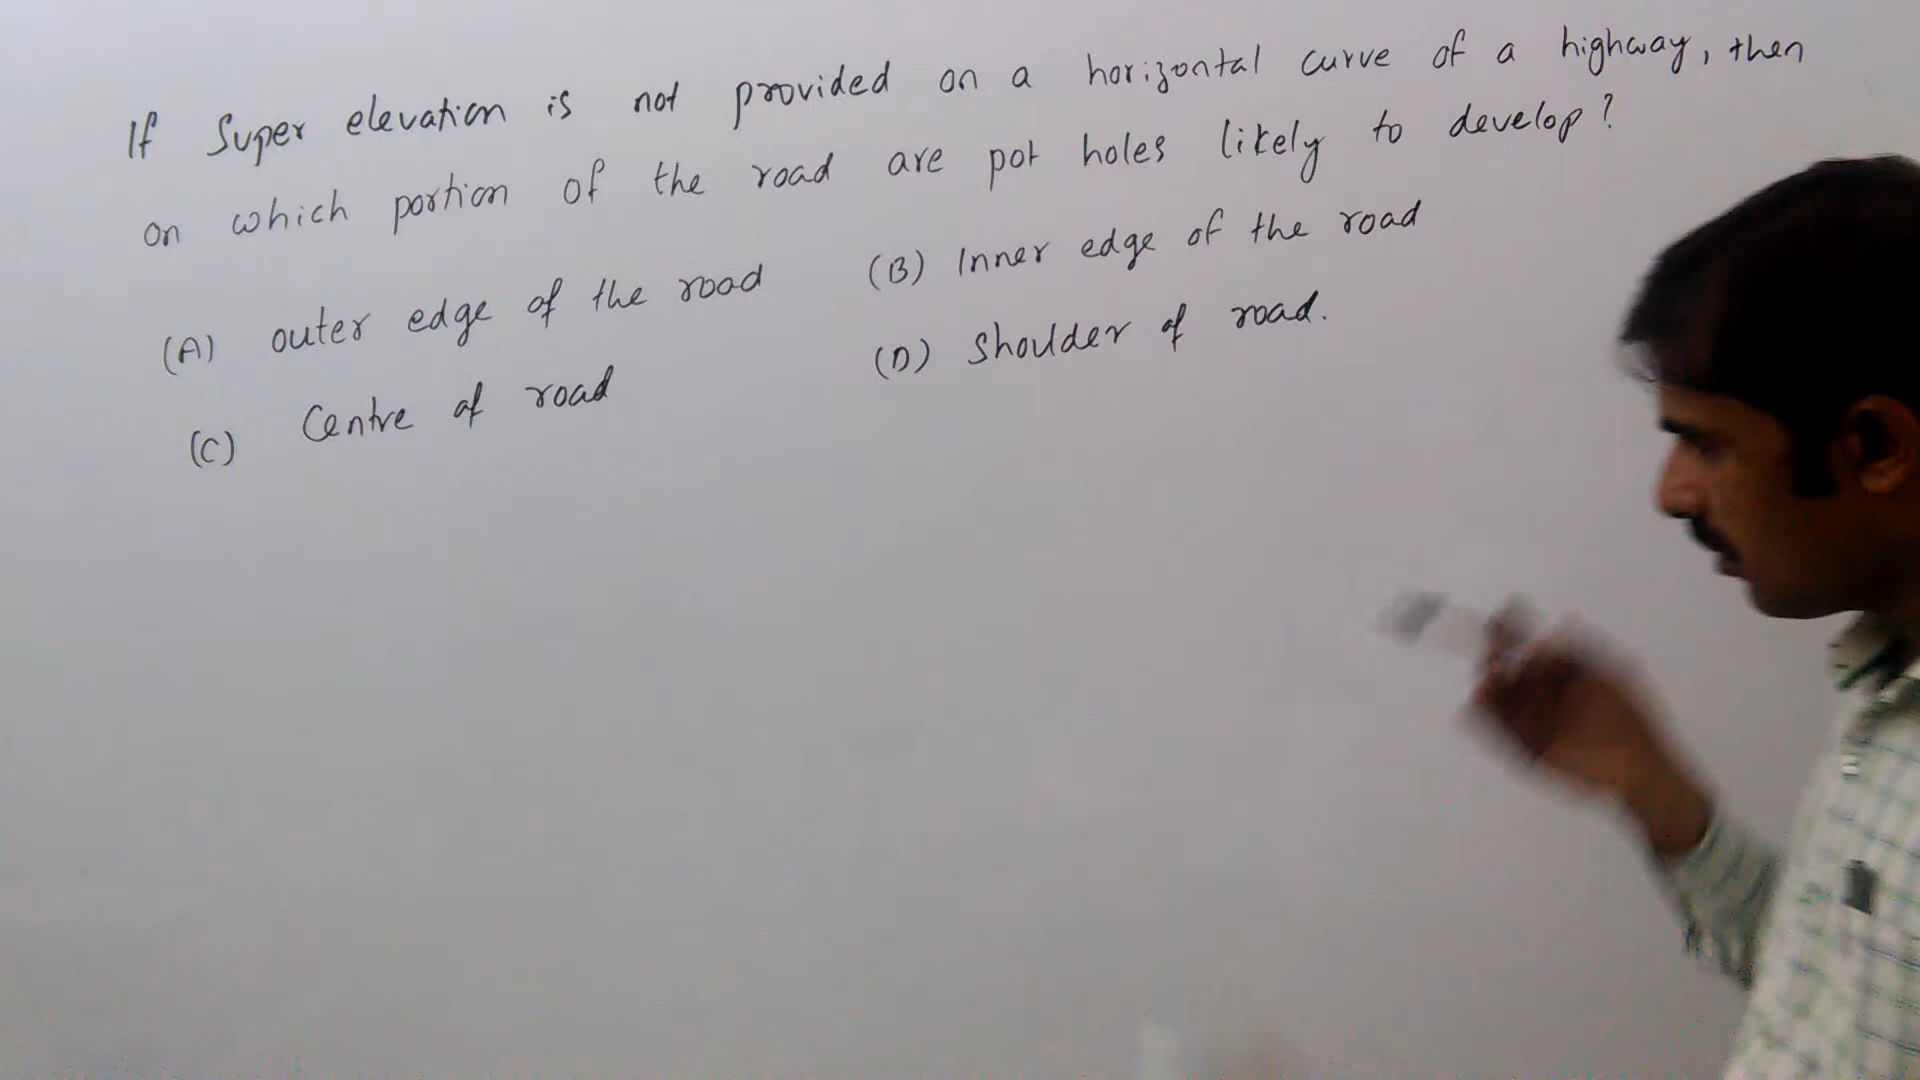 If Super elevation is not provided on a horizontal curve of a highway, then
on which portion of the road are pot holes likely to develop?
(A) outer edge of the road (B) Inner edge of the road
(C) Centre of road (D) Shoulder of road.